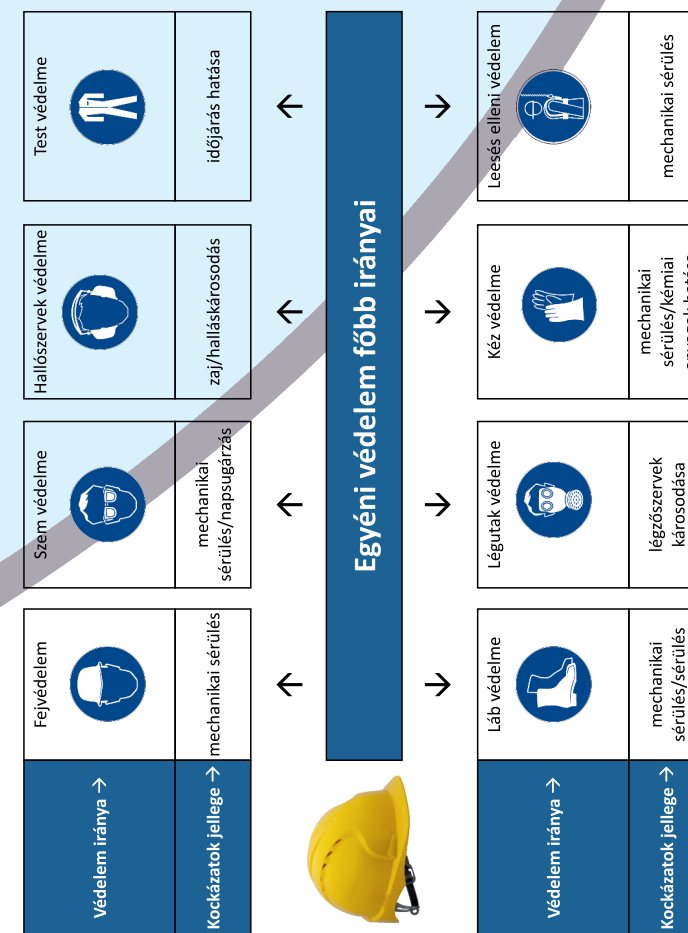 Védelem iránya →
Fejvédelem
Szem védelme
Hallószervek védelme
Test védelme
Kockázatok jellege →
mechanikai sérülés
mechanikai
sérülés/napsugárzás
zaj/halláskárosodás
időjárás hatása
Egyéni védelem főbb irányai
Védelem iránya →
Láb védelme
Légutak védelme
Kéz védelme
Leesés elleni védelem
Kockázatok jellege →
mechanikai
sérülés/sérülés
légzőszervek
károsodása
mechanikai
sérülés/kémiai
mechanikai sérülés